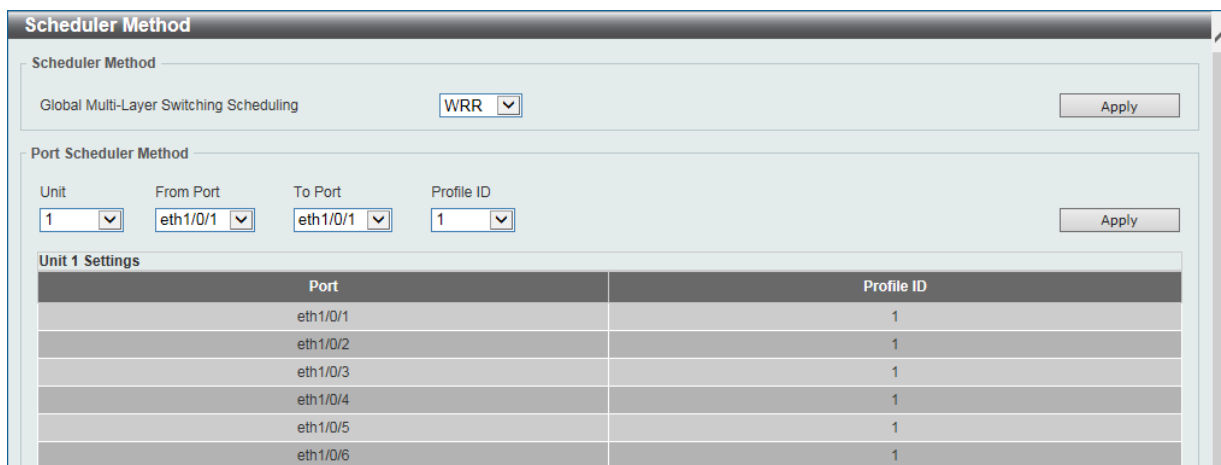 Scheduler Method
Scheduler Method
Global Multi-Layer Switching Scheduling WRR Apply
Port Scheduler Method
Unit From Port To Port Profile ID
1 eth1/0/1 eth1/0/1 1 Apply
Unit 1 Settings
Port Profile ID
eth1/0/1 1
eth1/0/2 1
eth1/0/3 1
eth1/0/4 1
eth1/0/5 1
eth1/0/6 1